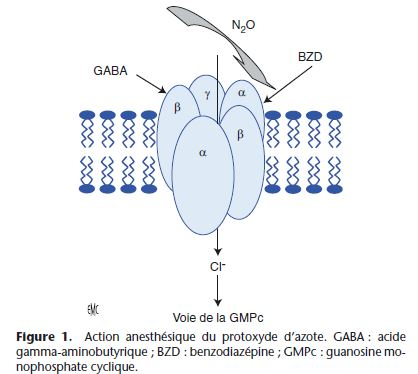 N₂O
GABA
BZD
γ
α
β
β
α
Cl-
EMC
Voie de la GMPc
Figure 1. Action anesthésique du protoxyde d'azote. GABA : acide
gamma-aminobutyrique ; BZD : benzodiazépine ; GMPc : guanosine mo-
nophosphate cyclique.